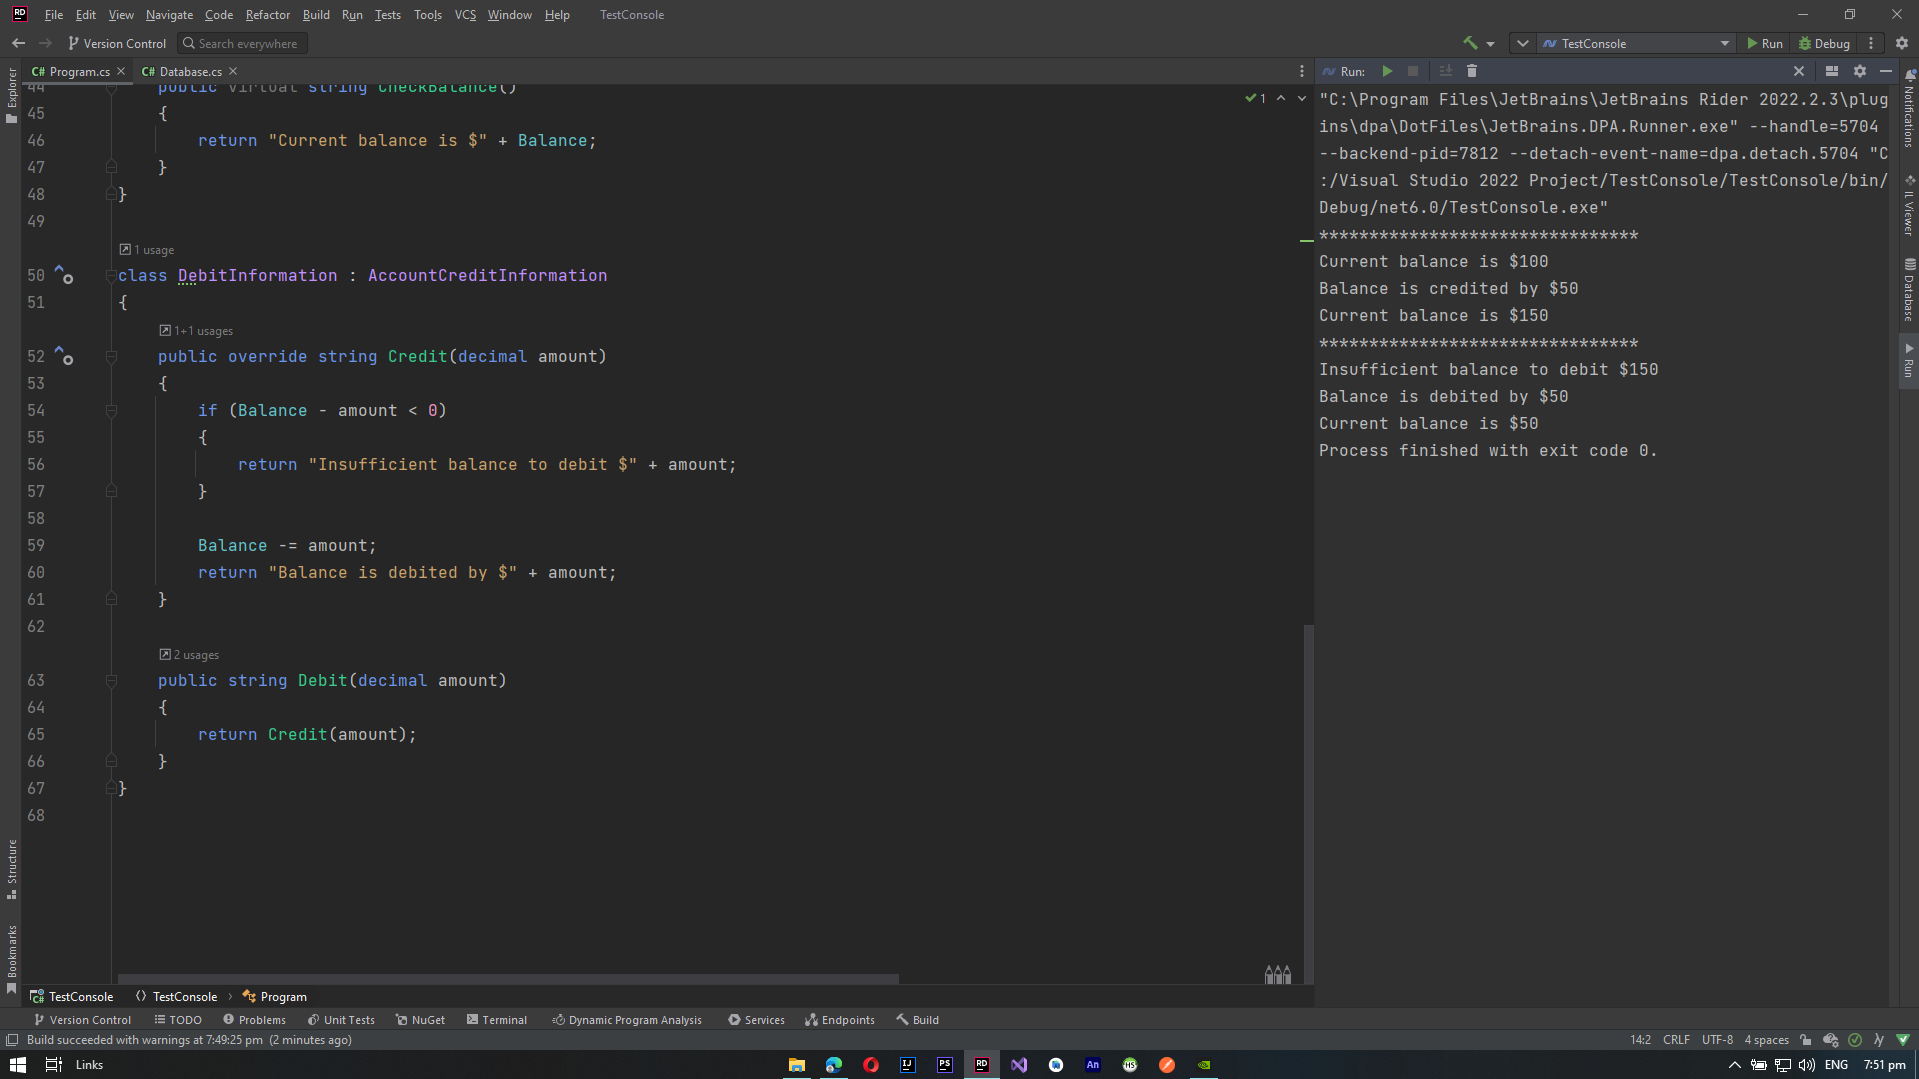 File Edit View Navigate Code Refactor Build Run Tests Tools VCS Window Help TestConsole
Version Control Search everywhere TestConsole Run Debug
Program.cs Database.cs Run:
44 public virtual string CheckBalance()
45 {
46 return "Current balance is $" + Balance;
47 }
48 }
49
1 usage
50 class DebitInformation : AccountCreditInformation
51 {
1+1 usages
52 public override string Credit(decimal amount)
53 {
54 if (Balance - amount < 0)
55 {
56 return "Insufficient balance to debit $" + amount;
57 }
58
59 Balance -= amount;
60 return "Balance is debited by $" + amount;
61 }
62
2 usages
63 public string Debit(decimal amount)
64 {
65 return Credit(amount);
66 }
67 }
68
1
"C:\Program Files\JetBrains\JetBrains Rider 2022.2.3\plug
ins\dpa\DotFiles\JetBrains.DPA.Runner.exe" --handle=5704
--backend-pid=7812 --detach-event-name=dpa.detach.5704 "C
:/Visual Studio 2022 Project/TestConsole/TestConsole/bin/
Debug/net6.0/TestConsole.exe"
********************************
Current balance is $100
Balance is credited by $50
Current balance is $150
********************************
Insufficient balance to debit $150
Balance is debited by $50
Current balance is $50
Process finished with exit code 0.
Explorer
Structure
Bookmarks
Notifications
IL Viewer
Database
Run
TestConsole TestConsole Program
Version Control TODO Problems Unit Tests NuGet Terminal Dynamic Program Analysis Services Endpoints Build
Build succeeded with warnings at 7:49:25 pm (2 minutes ago) 14:2 CRLF UTF-8 4 spaces
Links ENG 7:51 pm